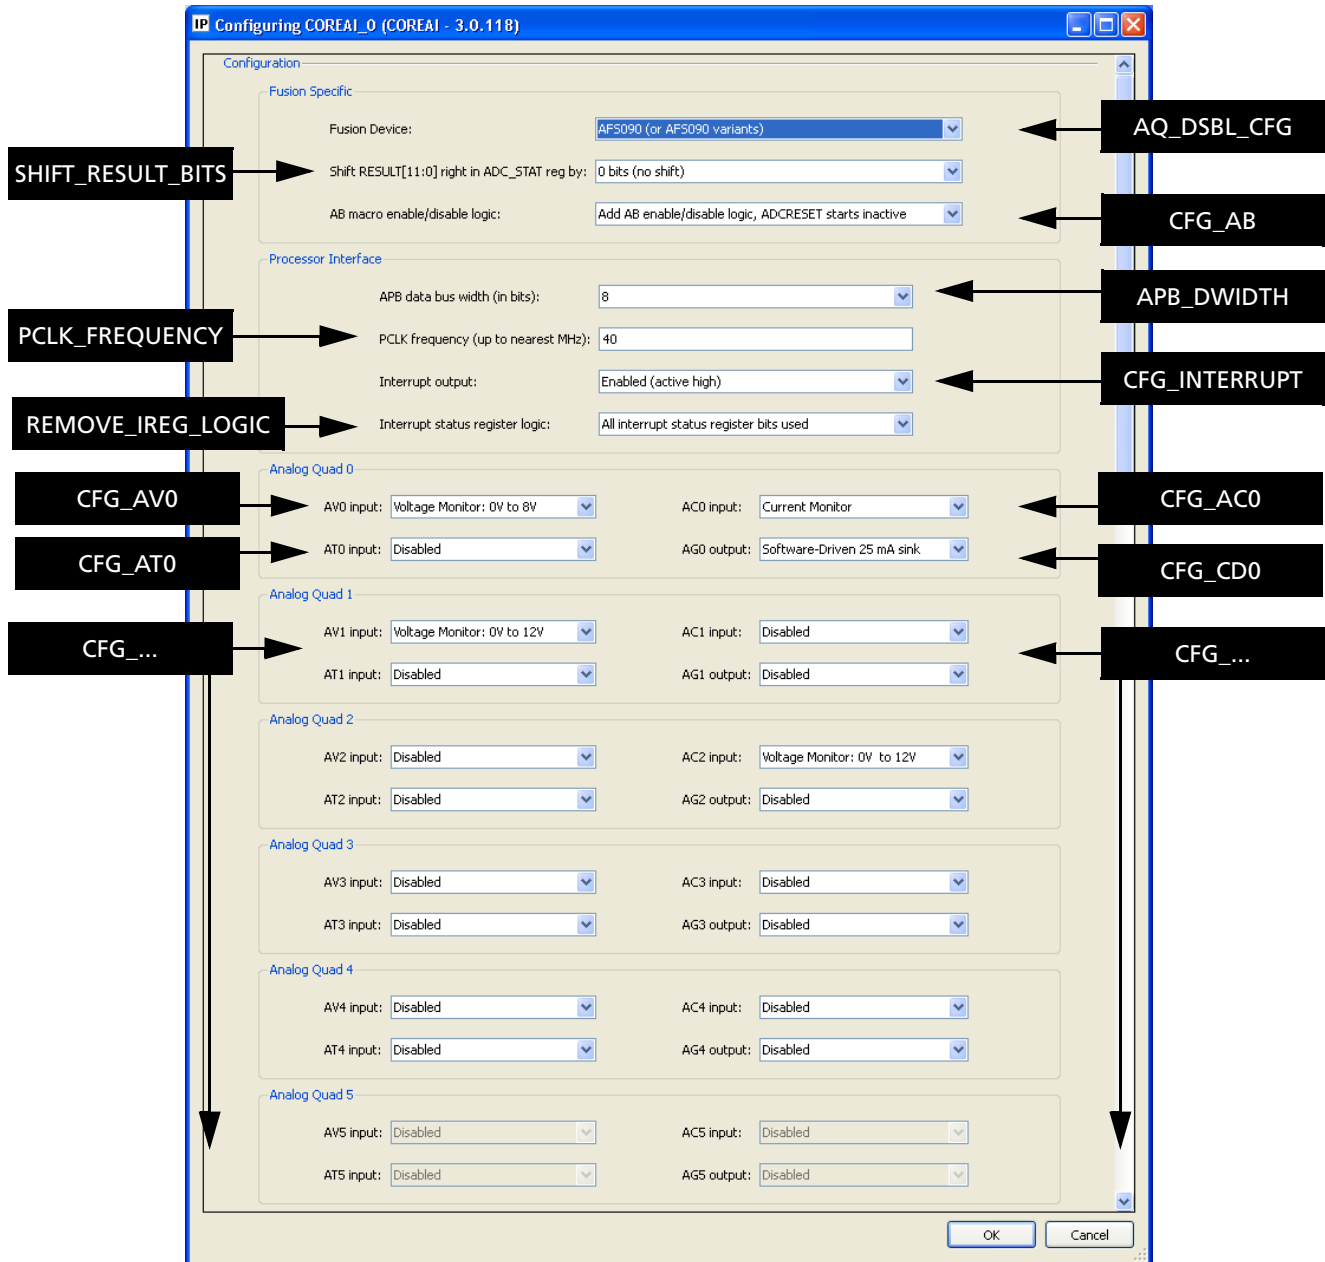 IP Configuring COREAI_0 (COREAI - 3.0.118)
Configuration
Fusion Specific
Fusion Device: AFS090 (or AFS090 variants)
AQ_DSBL_CFG
SHIFT_RESULT_BITS
Shift RESULT[11:0] right in ADC_STAT reg by: 0 bits (no shift)
AB macro enable/disable logic: Add AB enable/disable logic, ADCRESET starts inactive
CFG_AB
Processor Interface
APB data bus width (in bits): 8
APB_DWIDTH
PCLK_FREQUENCY
PCLK frequency (up to nearest MHz): 40
Interrupt output: Enabled (active high)
CFG_INTERRUPT
REMOVE_IREG_LOGIC
Interrupt status register logic: All interrupt status register bits used
Analog Quad 0
CFG_AV0
AV0 input: Voltage Monitor: 0V to 8V
AC0 input: Current Monitor
CFG_AC0
CFG_AT0
AT0 input: Disabled
AG0 output: Software-Driven 25 mA sink
CFG_CD0
Analog Quad 1
AV1 input: Voltage Monitor: 0V to 12V
AC1 input: Disabled
CFG_...
CFG_...
AT1 input: Disabled
AG1 output: Disabled
Analog Quad 2
AV2 input: Disabled
AC2 input: Voltage Monitor: 0V to 12V
AT2 input: Disabled
AG2 output: Disabled
Analog Quad 3
AV3 input: Disabled
AC3 input: Disabled
AT3 input: Disabled
AG3 output: Disabled
Analog Quad 4
AV4 input: Disabled
AC4 input: Disabled
AT4 input: Disabled
AG4 output: Disabled
Analog Quad 5
AV5 input: Disabled
AC5 input: Disabled
AT5 input: Disabled
AG5 output: Disabled
OK
Cancel